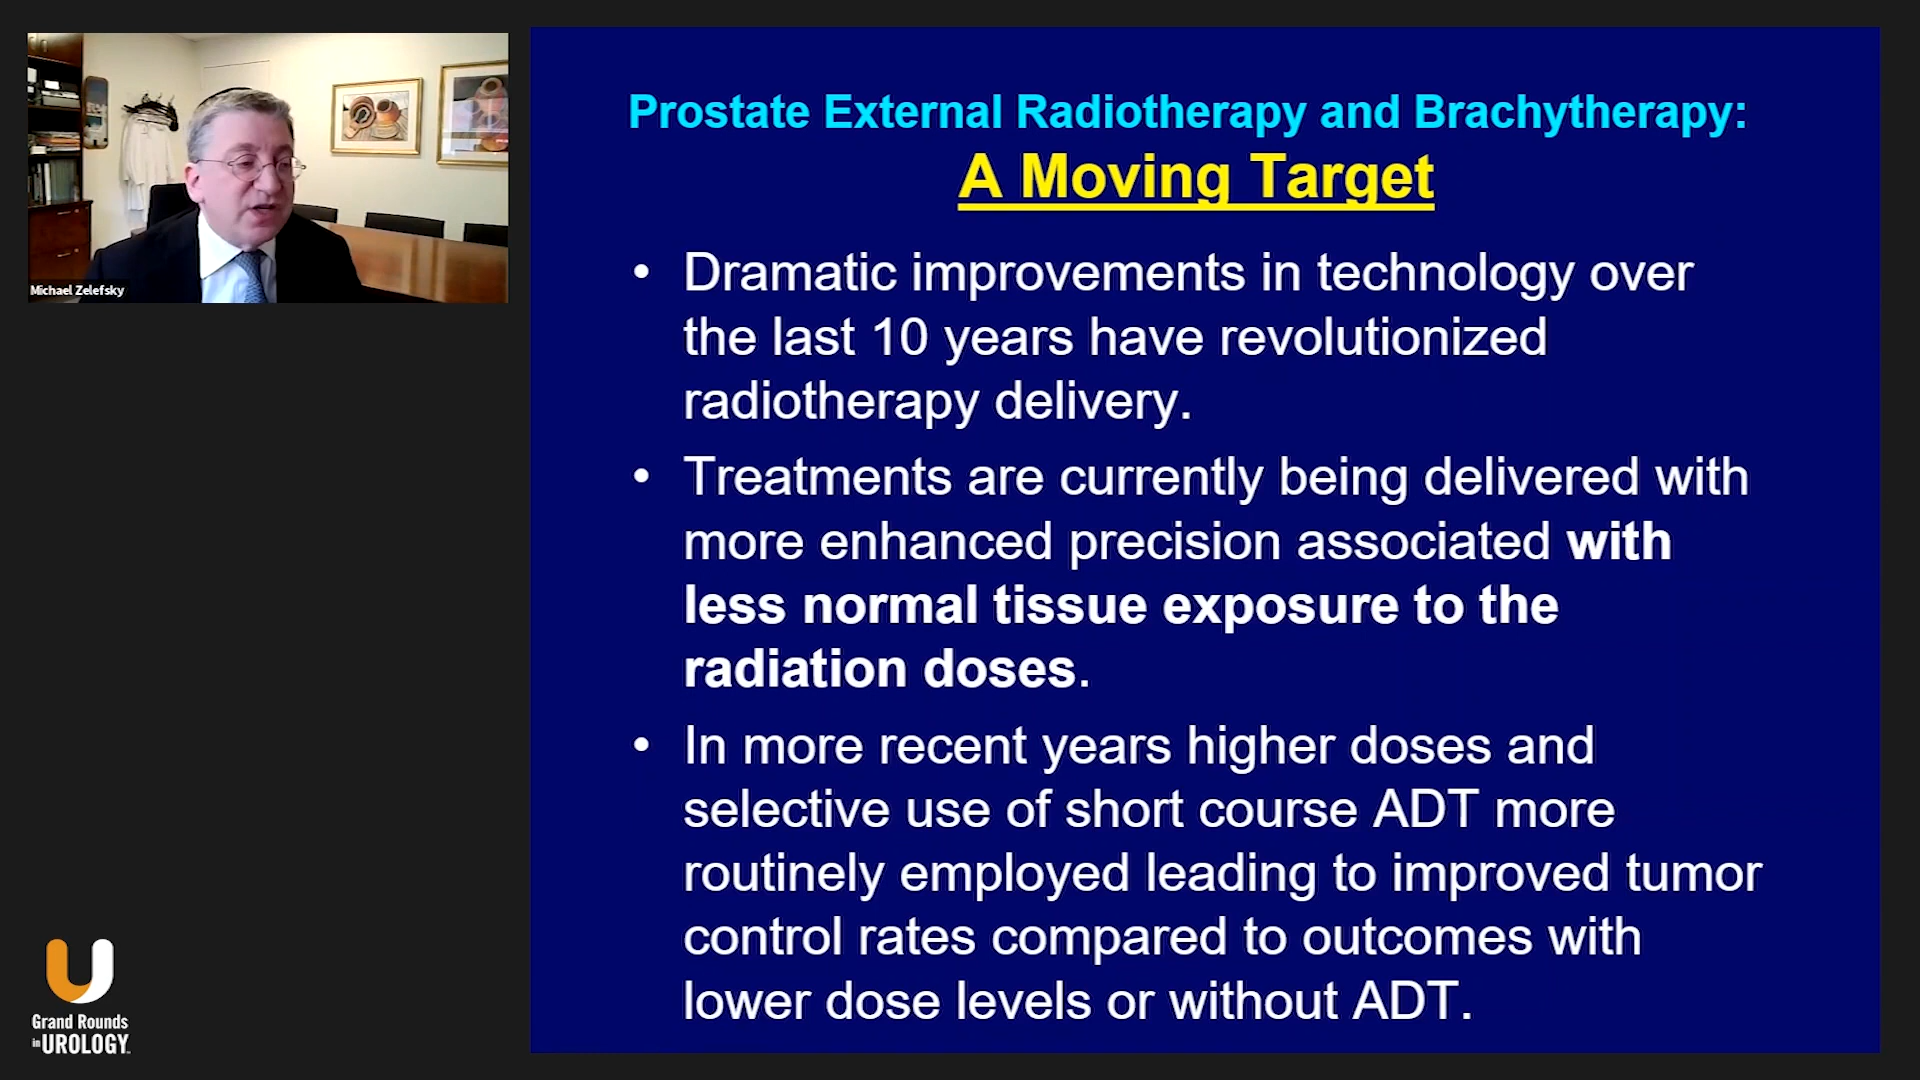 Michael Zelefsky
Prostate External Radiotherapy and Brachytherapy:
A Moving Target
• Dramatic improvements in technology over
the last 10 years have revolutionized
radiotherapy delivery.
• Treatments are currently being delivered with
more enhanced precision associated with
less normal tissue exposure to the
radiation doses.
• In more recent years higher doses and
selective use of short course ADT more
routinely employed leading to improved tumor
control rates compared to outcomes with
lower dose levels or without ADT.
U
Grand Rounds
in UROLOGY